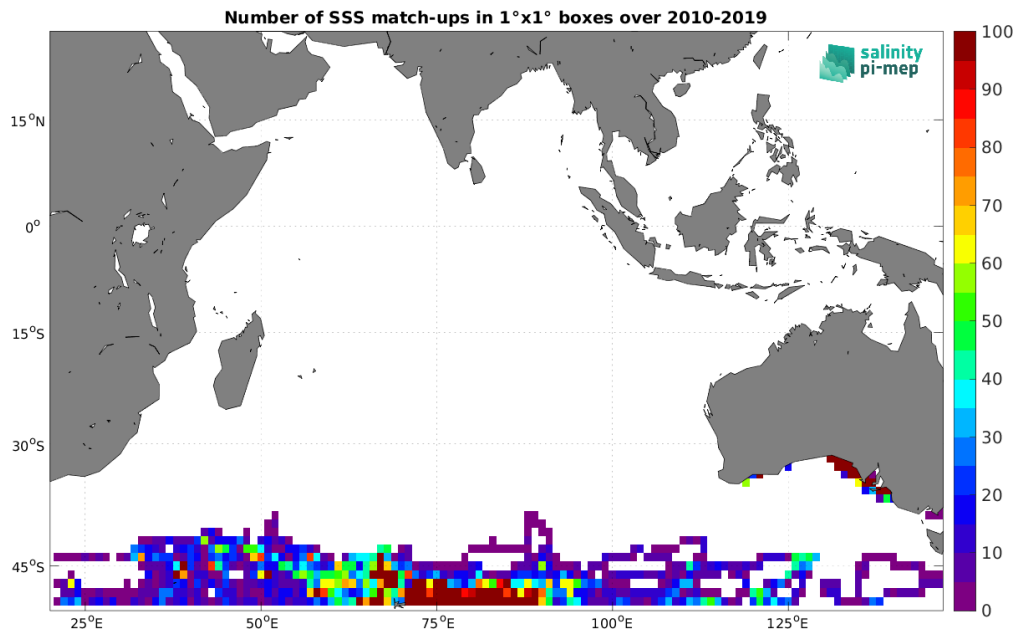 Number of SSS match-ups in 1°x1° boxes over 2010-2019
salinity
pi-mep
100
90
80
70
60
50
40
30
20
10
0
15°N
0°
15°S
30°S
45°S
25°E
50°E
75°E
100°E
125°E